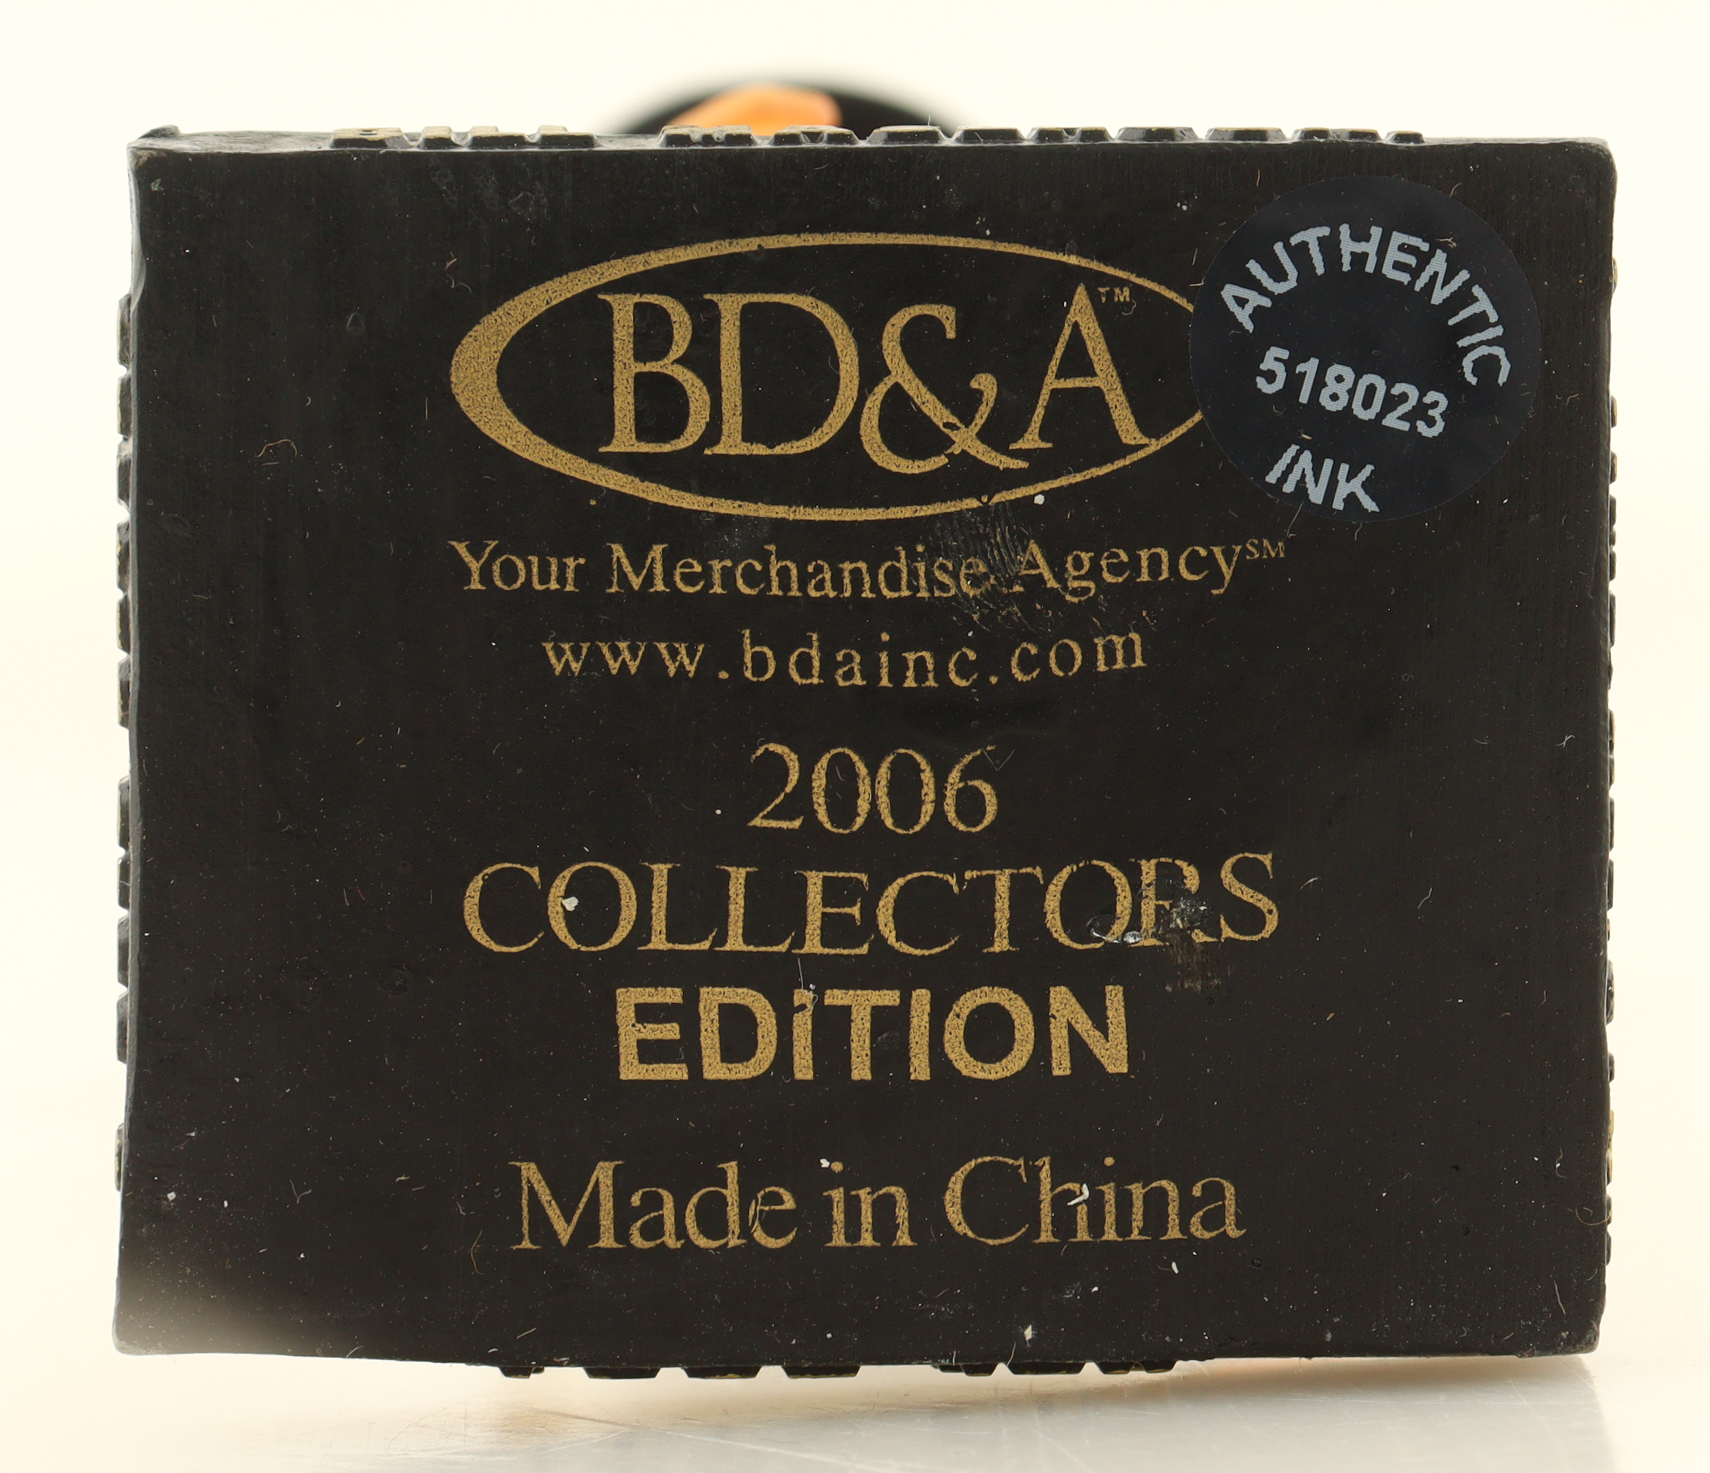 BD&A™
AUTHENTIC
518023
INK
Your Merchandise Agency℠
www.bdainc.com
2006
COLLECTORS
EDITION
Made in China